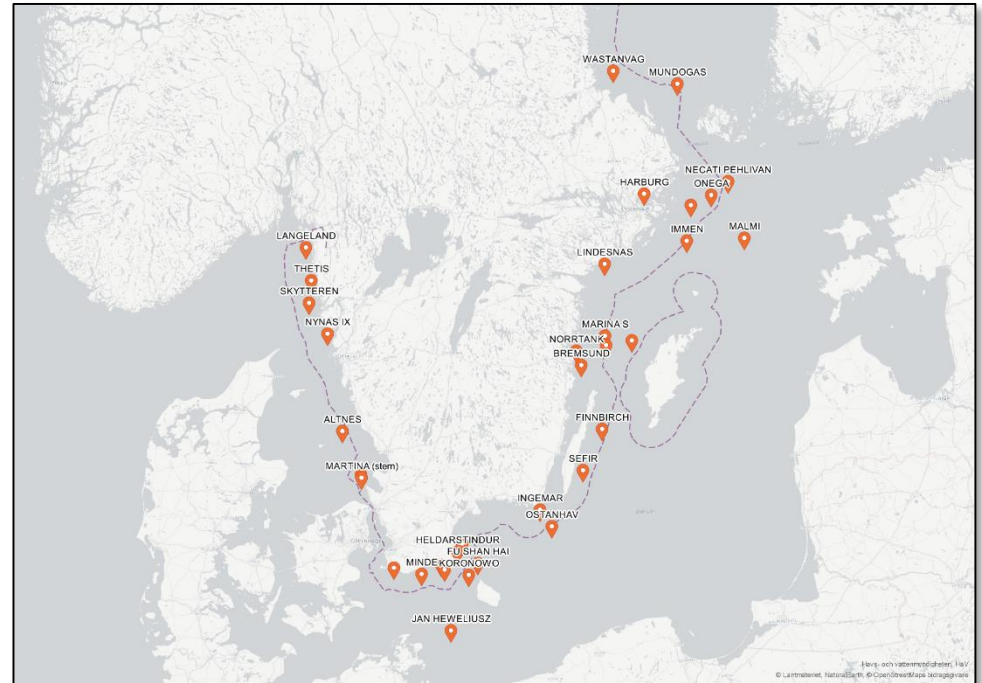 WASTANVAG
MUNDOGAS
NECATI PEHLIVAN
HARBURG
ONEGA
IMMEN
MALMI
LANGELAND
LINDESNAS
THETIS
SKYTTEREN
NYNAS IX
MARINA S
NORRTANK
BREMSUND
ALTNES
FINNBIRCH
MARTINA (stern)
SEFIR
INGEMAR
OSTANHAV
HELDARSTINDUR
FU SHAN HAI
MINDE
KORONOWO
JAN HEWELIUSZ
Havs- och vattenmyndigheten, HaV
© Lantmäteriet, NaturalEarth, © OpenStreetMaps bidragsgivare